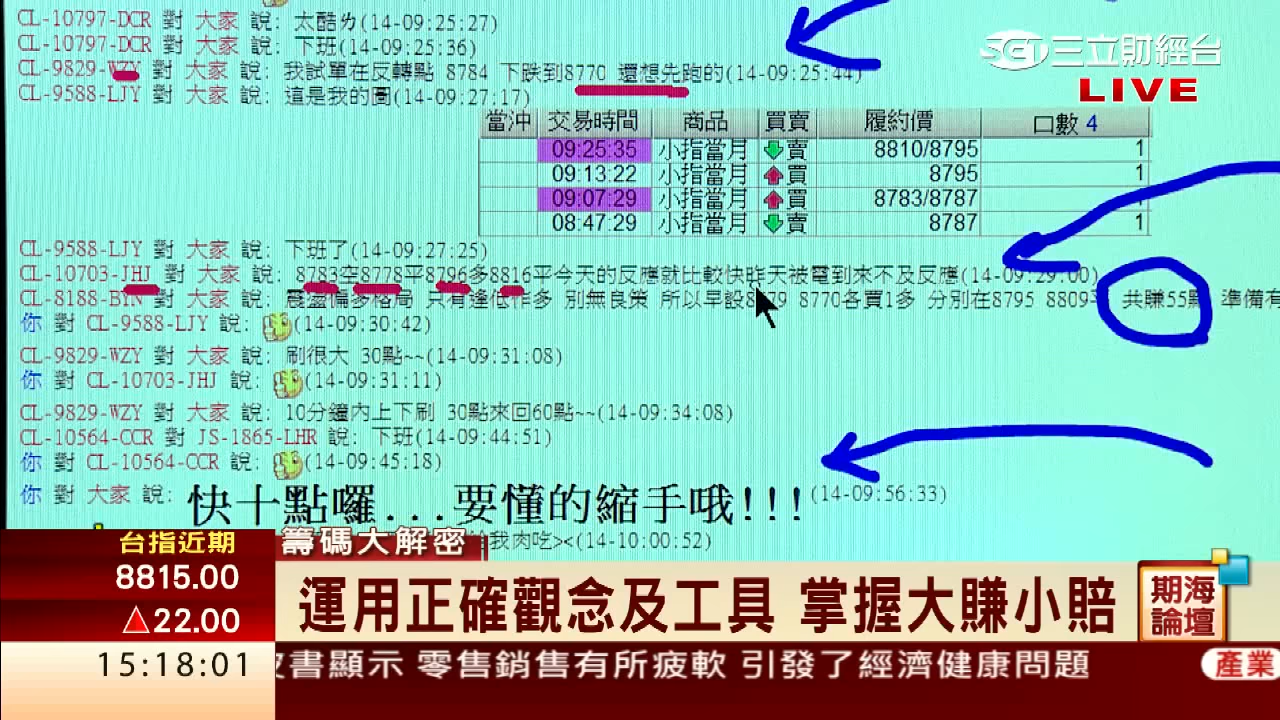 CL-10797-DCR 對 大家 說: 太酷ㄌ(14-09:25:27)
CL-10797-DCR 對 大家 說: 下班(14-09:25:36)
CL-9829-WZY 對 大家 說: 我試單在反轉點 8784 下跌到8770 還想先跑的(14-09:25:44)
CL-9588-LJY 對 大家 說: 這是我的圖(14-09:27:17)
三立財經台
LIVE
當沖 交易時間 商品 買賣 履約價 口數 4
09:25:35 小指當月 賣 8810/8795 1
09:13:22 小指當月 買 8795 1
09:07:29 小指當月 買 8783/8787 1
08:47:29 小指當月 賣 8787 1
CL-9588-LJY 對 大家 說: 下班了(14-09:27:25)
CL-10703-JHJ 對 大家 說: 8783空8778平8796多8816平今天的反應就比較快昨天被電到來不及反應(14-09:29:00)
CL-8188-BYN 對 大家 說: 震盪偏多格局 只有逢低作多 別無良策 所以早設 8770各買1多 分別在8795 8809 共賺55點 準備有
你 對 CL-9588-LJY 說: (14-09:30:42)
CL-9829-WZY 對 大家 說: 刷很大 30點~~(14-09:31:08)
你 對 CL-10703-JHJ 說: (14-09:31:11)
CL-9829-WZY 對 大家 說: 10分鐘內上下刷 30點來回60點~~(14-09:34:08)
CL-10564-CCR 對 JS-1865-LHR 說: 下班(14-09:44:51)
你 對 CL-10564-CCR 說: (14-09:45:18)
你 對 大家 說: 快十點囉...要懂的縮手哦!!!(14-09:56:33)
我肉吃><(14-10:00:52)
籌碼大解密
台指近期
8815.00
△22.00
15:18:01
運用正確觀念及工具 掌握大賺小賠
期海論壇
皮書顯示 零售銷售有所疲軟 引發了經濟健康問題
產業